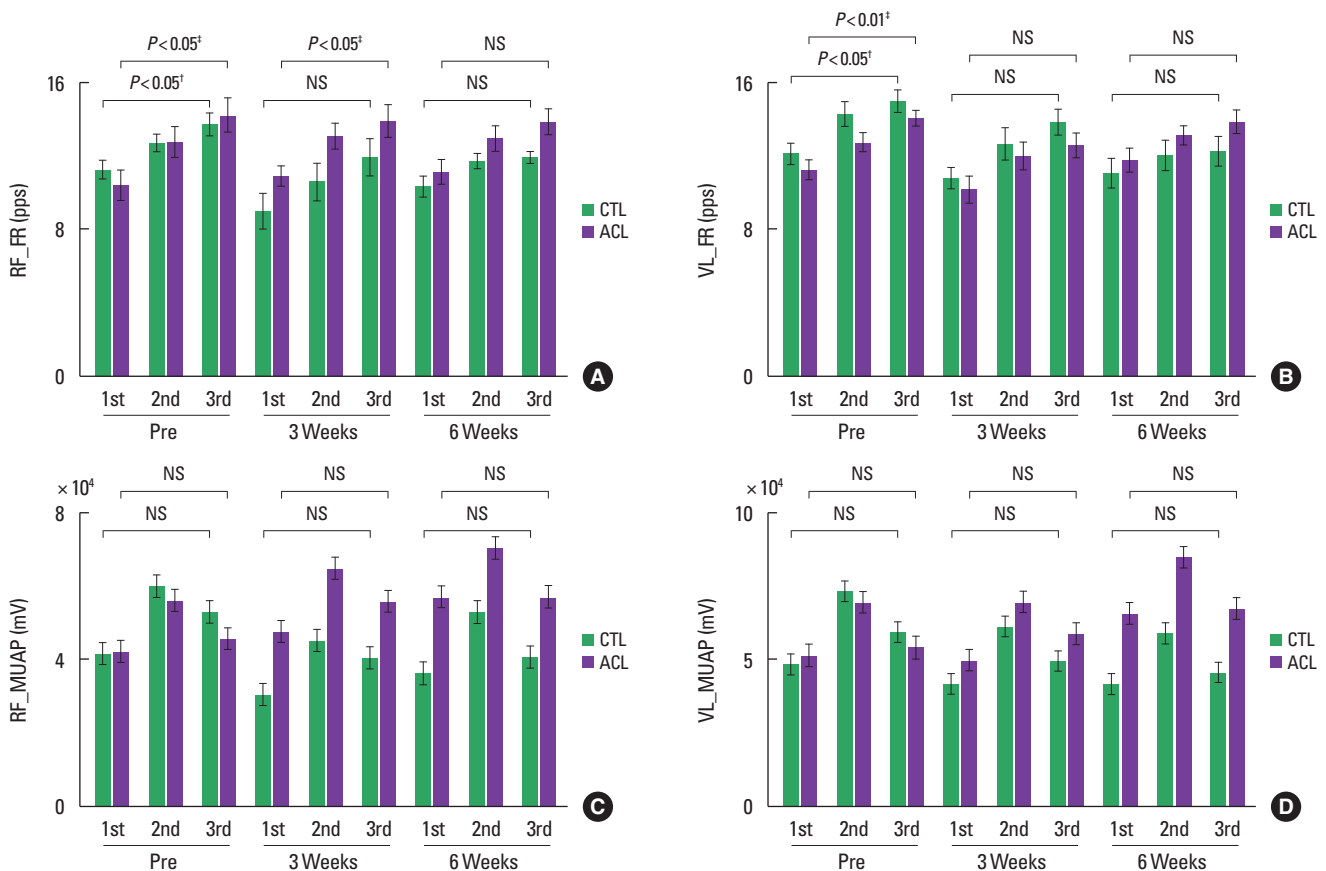 P < 0.05‡
P < 0.05‡
NS
P < 0.05†
NS
NS
16
8
0
RF_FR (pps)
CTL
ACL
1st 2nd 3rd 1st 2nd 3rd 1st 2nd 3rd
Pre 3 Weeks 6 Weeks
A
P < 0.01‡
NS
NS
P < 0.05†
NS
NS
16
8
0
VL_FR (pps)
CTL
ACL
1st 2nd 3rd 1st 2nd 3rd 1st 2nd 3rd
Pre 3 Weeks 6 Weeks
B
NS NS NS
× 10⁴
8
NS NS NS
4
0
RF_MUAP (mV)
CTL
ACL
1st 2nd 3rd 1st 2nd 3rd 1st 2nd 3rd
Pre 3 Weeks 6 Weeks
C
NS NS NS
× 10⁴
10
NS NS NS
5
0
VL_MUAP (mV)
CTL
ACL
1st 2nd 3rd 1st 2nd 3rd 1st 2nd 3rd
Pre 3 Weeks 6 Weeks
D